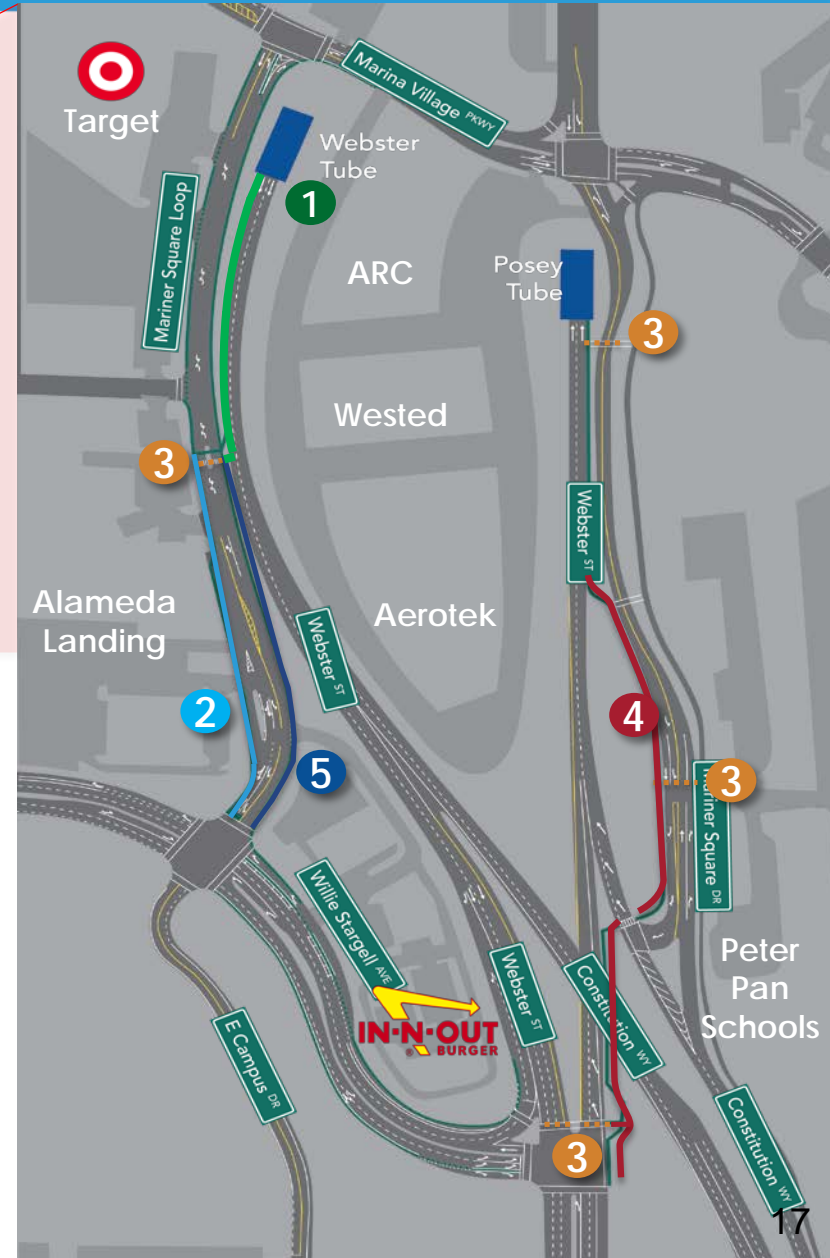 Target
Marina Village PKWY
Webster
Tube
1
Mariner Square Loop
ARC
Posey
Tube
3
Wested
3
Webster ST
Alameda
Landing
Aerotek
Webster ST
2
4
5
3
Mariner Square DR
Willie Stargell AVE
Peter
Pan
Schools
IN-N-OUT
BURGER
Webster ST
Constitution WY
E Campus DR
3
Constitution WY
17